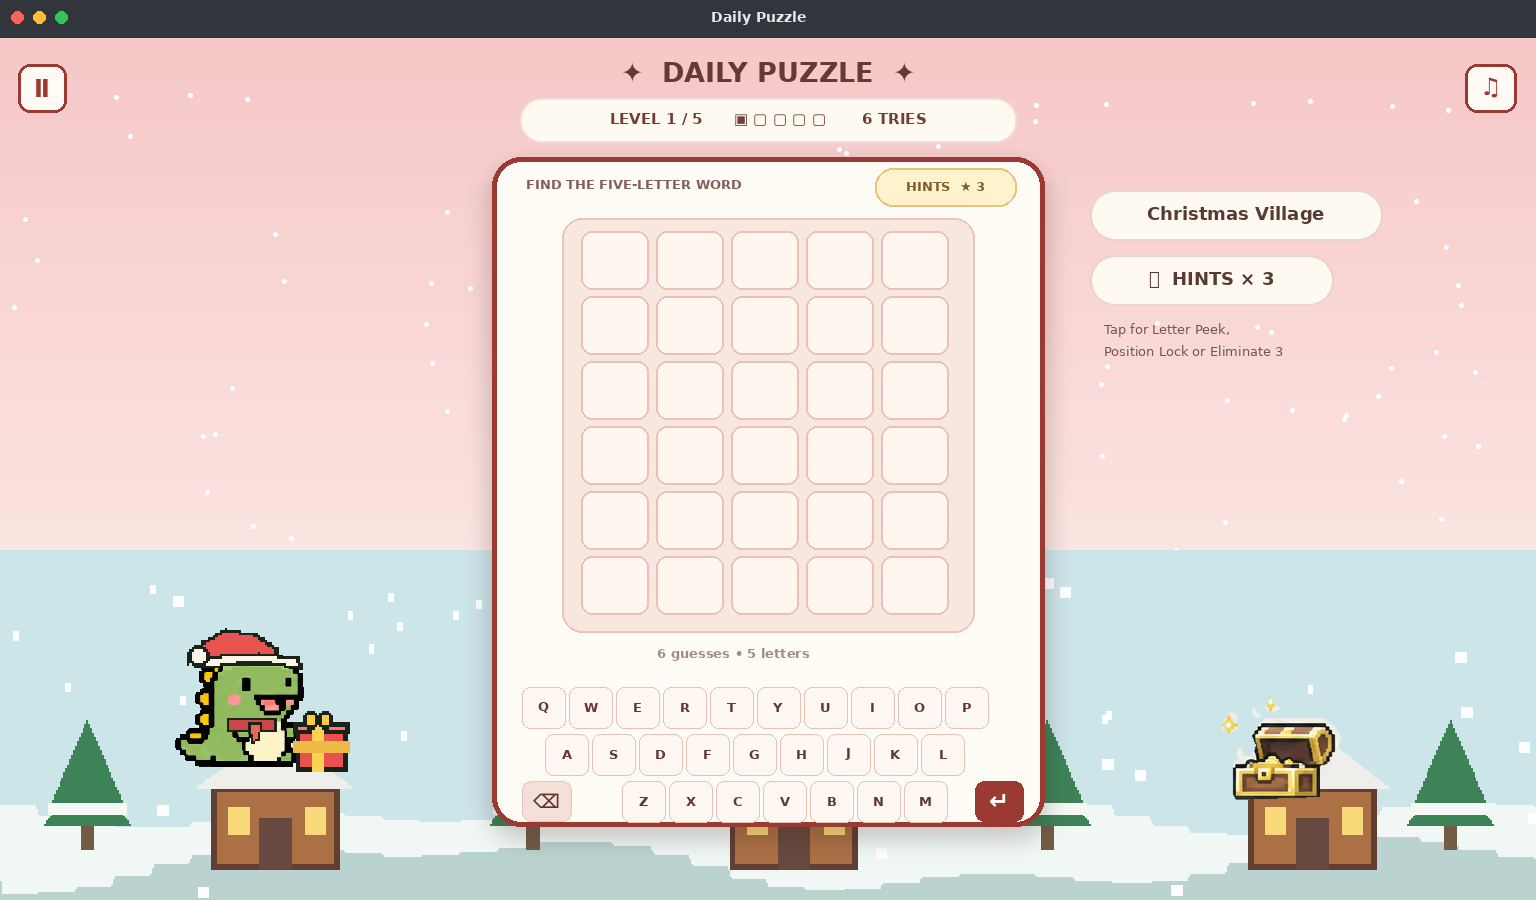 Daily Puzzle
✦ DAILY PUZZLE ✦
LEVEL 1 / 5 ▣ ▢ ▢ ▢ ▢ 6 TRIES
FIND THE FIVE-LETTER WORD
HINTS ★ 3
Christmas Village
HINTS × 3
Tap for Letter Peek,
Position Lock or Eliminate 3
6 guesses • 5 letters
Q W E R T Y U I O P
A S D F G H J K L
⌫ Z X C V B N M ↵